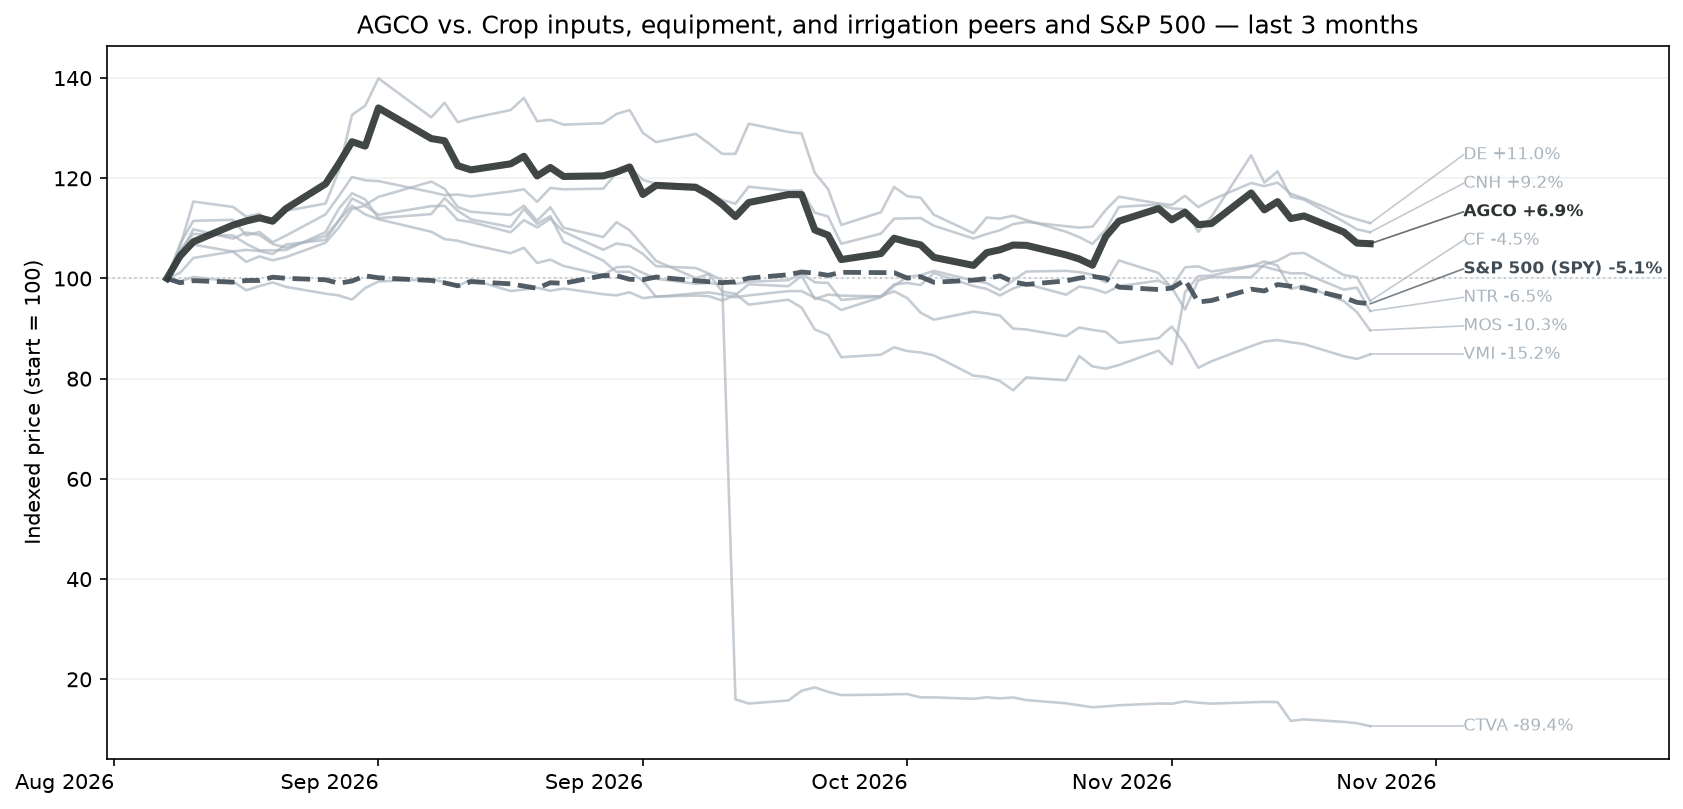 AGCO vs. Crop inputs, equipment, and irrigation peers and S&P 500 — last 3 months
Indexed price (start = 100)
140
120
100
80
60
40
20
DE +11.0%
CNH +9.2%
AGCO +6.9%
CF -4.5%
S&P 500 (SPY) -5.1%
NTR -6.5%
MOS -10.3%
VMI -15.2%
CTVA -89.4%
Aug 2026
Sep 2026
Sep 2026
Oct 2026
Nov 2026
Nov 2026